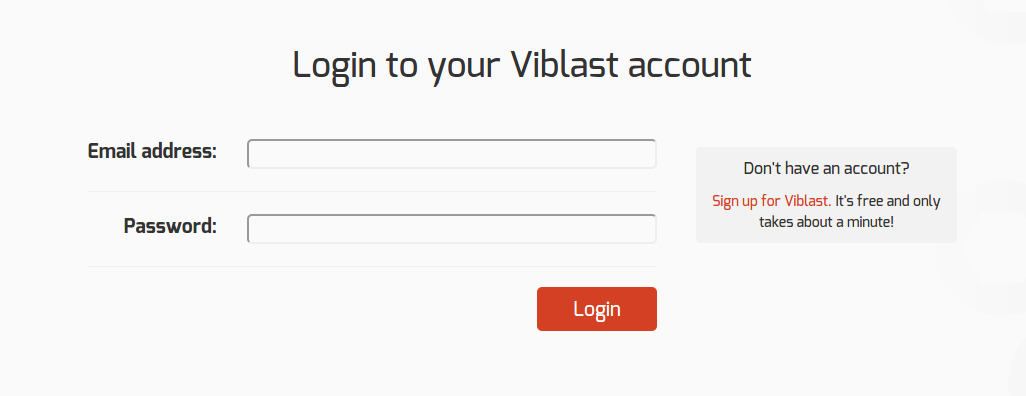 Login to your Viblast account
Email address:
Password:
Login
Don't have an account?
Sign up for Viblast. It's free and only
takes about a minute!